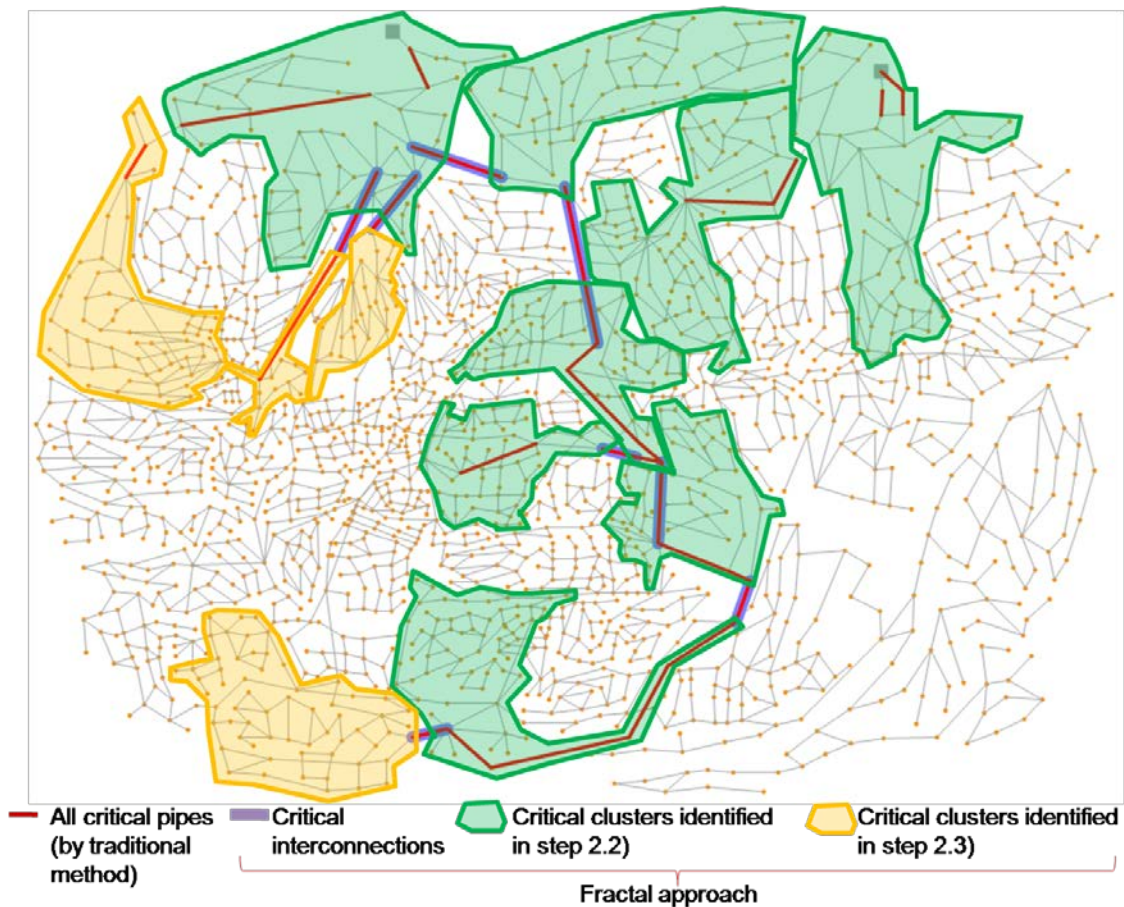 All critical pipes
(by traditional
method)
Critical
interconnections
Critical clusters identified
in step 2.2)
Critical clusters identified
in step 2.3)
Fractal approach